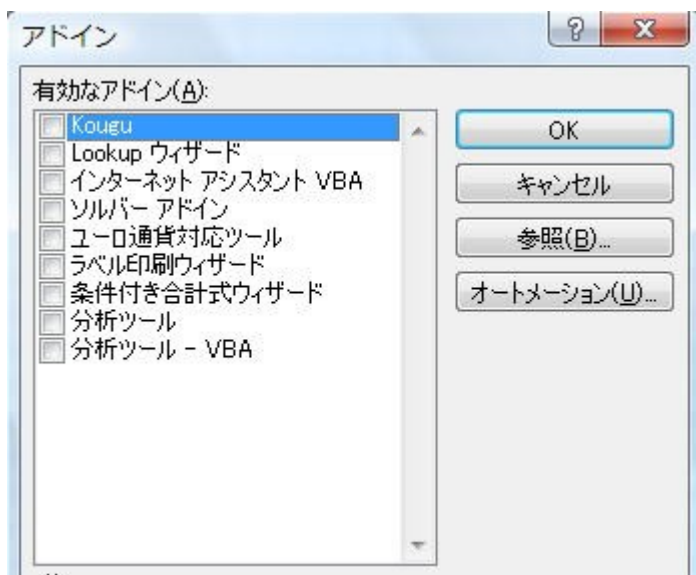 アドイン
有効なアドイン(A):
Kougu
Lookup ウィザード
インターネット アシスタント VBA
ソルバー アドイン
ユーロ通貨対応ツール
ラベル印刷ウィザード
条件付き合計式ウィザード
分析ツール
分析ツール - VBA
OK
キャンセル
参照(B)...
オートメーション(U)...